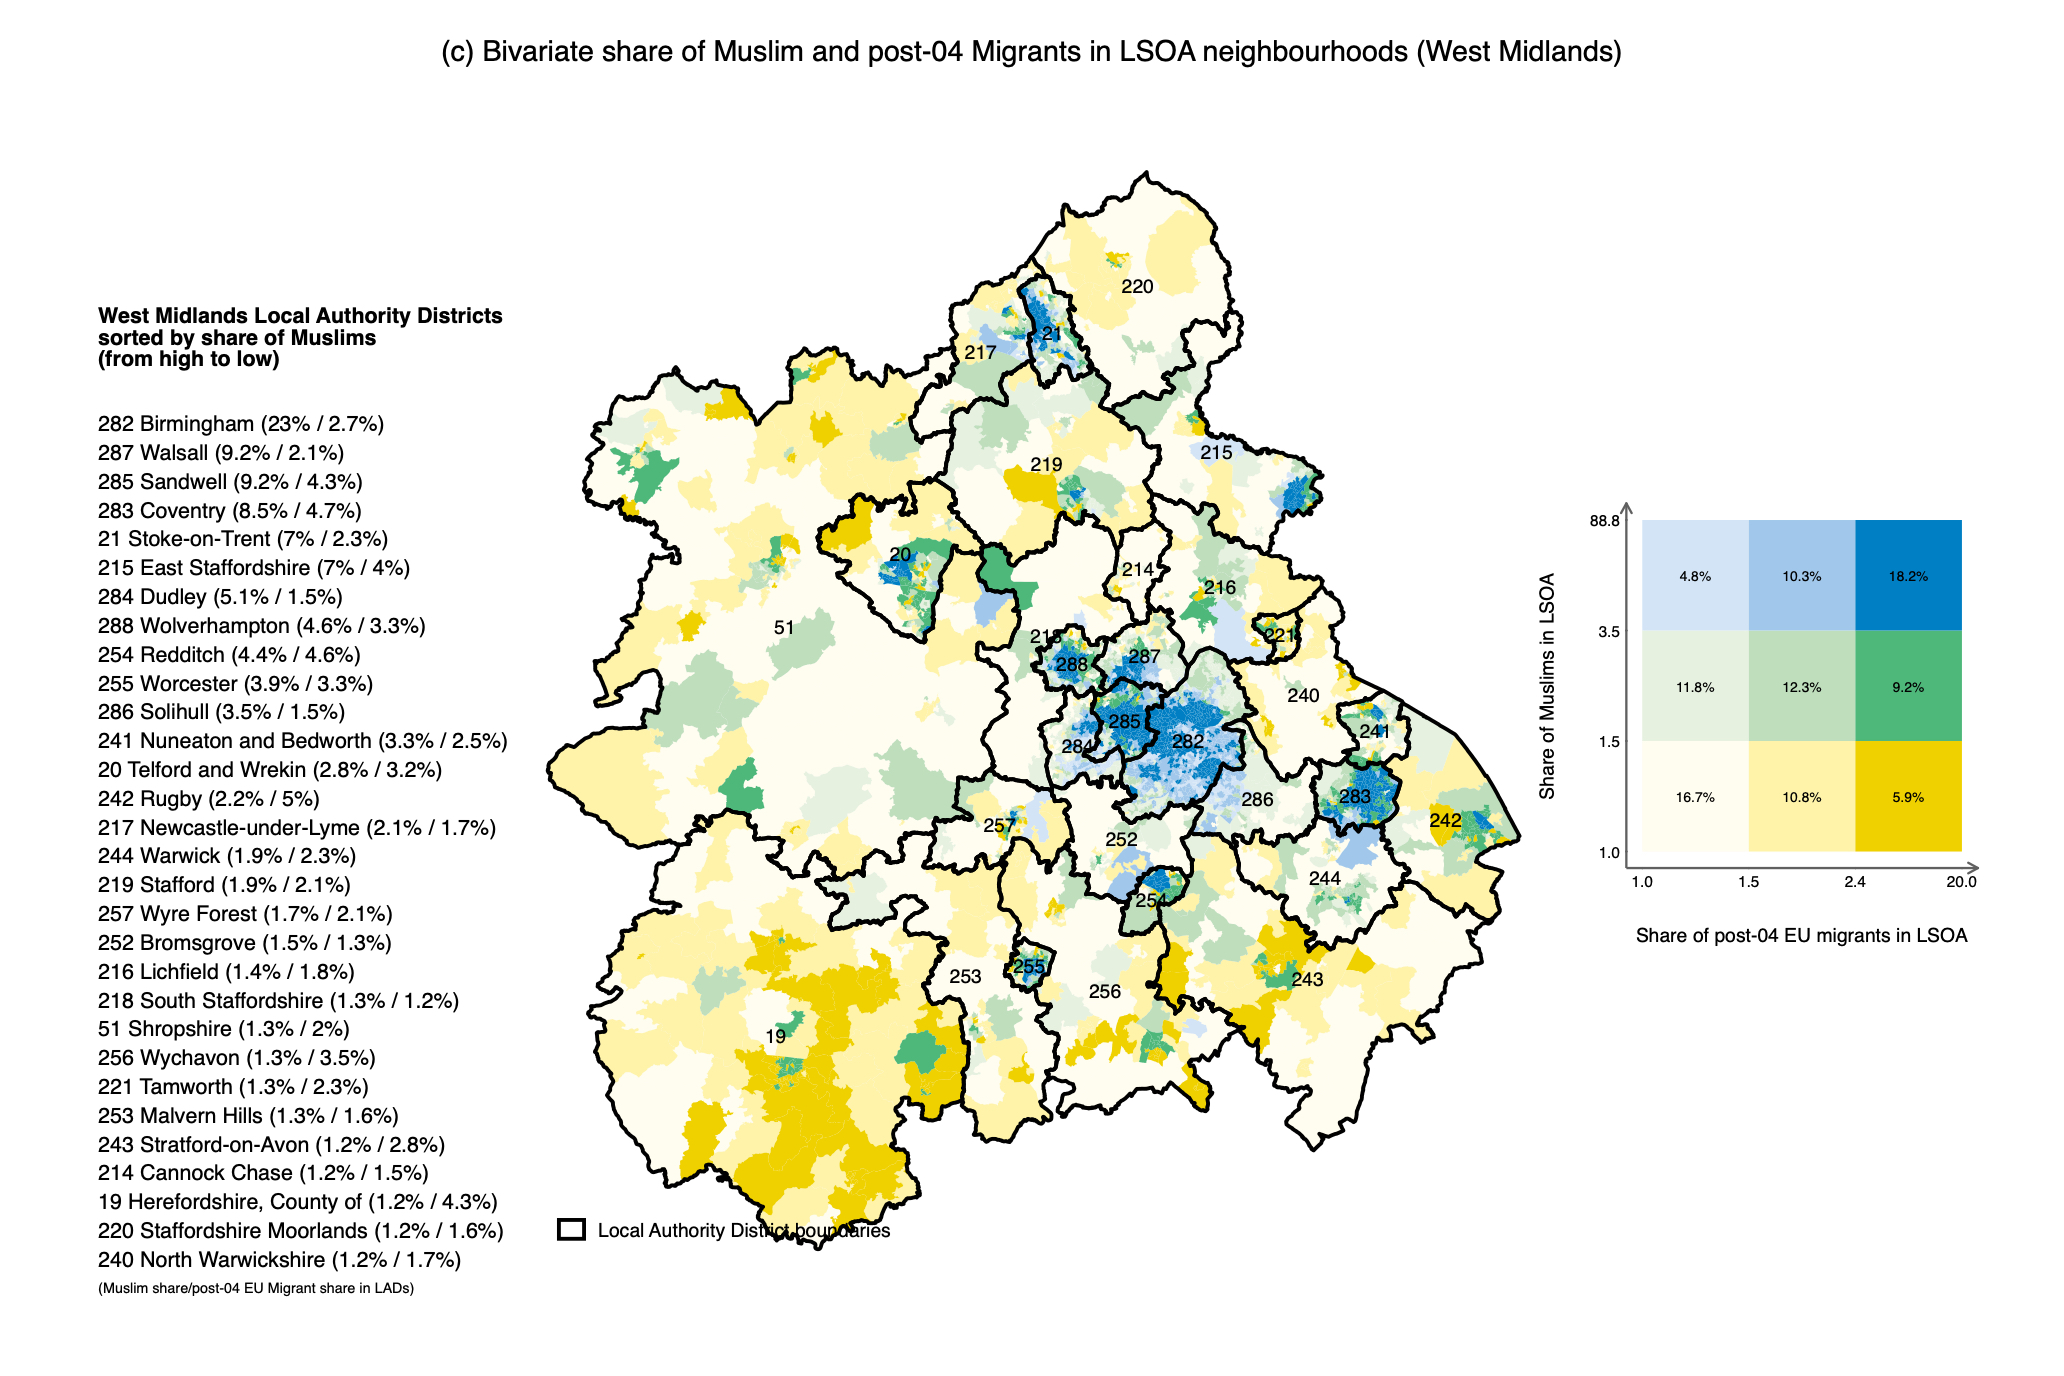 (c) Bivariate share of Muslim and post-04 Migrants in LSOA neighbourhoods (West Midlands)
West Midlands Local Authority Districts
sorted by share of Muslims
(from high to low)
282 Birmingham (23% / 2.7%)
287 Walsall (9.2% / 2.1%)
285 Sandwell (9.2% / 4.3%)
283 Coventry (8.5% / 4.7%)
21 Stoke-on-Trent (7% / 2.3%)
215 East Staffordshire (7% / 4%)
284 Dudley (5.1% / 1.5%)
288 Wolverhampton (4.6% / 3.3%)
254 Redditch (4.4% / 4.6%)
255 Worcester (3.9% / 3.3%)
286 Solihull (3.5% / 1.5%)
241 Nuneaton and Bedworth (3.3% / 2.5%)
20 Telford and Wrekin (2.8% / 3.2%)
242 Rugby (2.2% / 5%)
217 Newcastle-under-Lyme (2.1% / 1.7%)
244 Warwick (1.9% / 2.3%)
219 Stafford (1.9% / 2.1%)
257 Wyre Forest (1.7% / 2.1%)
252 Bromsgrove (1.5% / 1.3%)
216 Lichfield (1.4% / 1.8%)
218 South Staffordshire (1.3% / 1.2%)
51 Shropshire (1.3% / 2%)
256 Wychavon (1.3% / 3.5%)
221 Tamworth (1.3% / 2.3%)
253 Malvern Hills (1.3% / 1.6%)
243 Stratford-on-Avon (1.2% / 2.8%)
214 Cannock Chase (1.2% / 1.5%)
19 Herefordshire, County of (1.2% / 4.3%)
220 Staffordshire Moorlands (1.2% / 1.6%)
240 North Warwickshire (1.2% / 1.7%)
(Muslim share/post-04 EU Migrant share in LADs)
220
21
217
215
219
20
214
216
51
218
221
287
288
240
285
241
282
284
283
286
242
257
252
244
254
255
253
243
256
19
Local Authority District boundaries
Share of Muslims in LSOA
88.8
3.5
1.5
1.0
4.8%
10.3%
18.2%
11.8%
12.3%
9.2%
16.7%
10.8%
5.9%
1.0
1.5
2.4
20.0
Share of post-04 EU migrants in LSOA